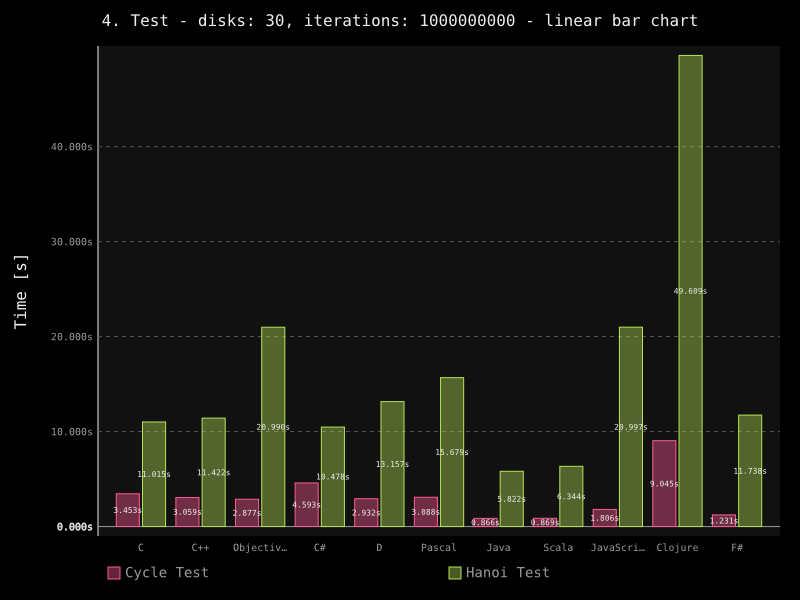 4. Test - disks: 30, iterations: 1000000000 - linear bar chart
Time [s]
40.000s
30.000s
20.000s
10.000s
0.000s
3.453s
11.015s
3.059s
11.422s
2.877s
20.990s
4.593s
10.478s
2.932s
13.157s
3.088s
15.679s
0.866s
5.822s
0.869s
6.344s
1.806s
20.997s
9.045s
49.609s
1.231s
11.738s
C
C++
Objectiv…
C#
D
Pascal
Java
Scala
JavaScri…
Clojure
F#
Cycle Test
Hanoi Test